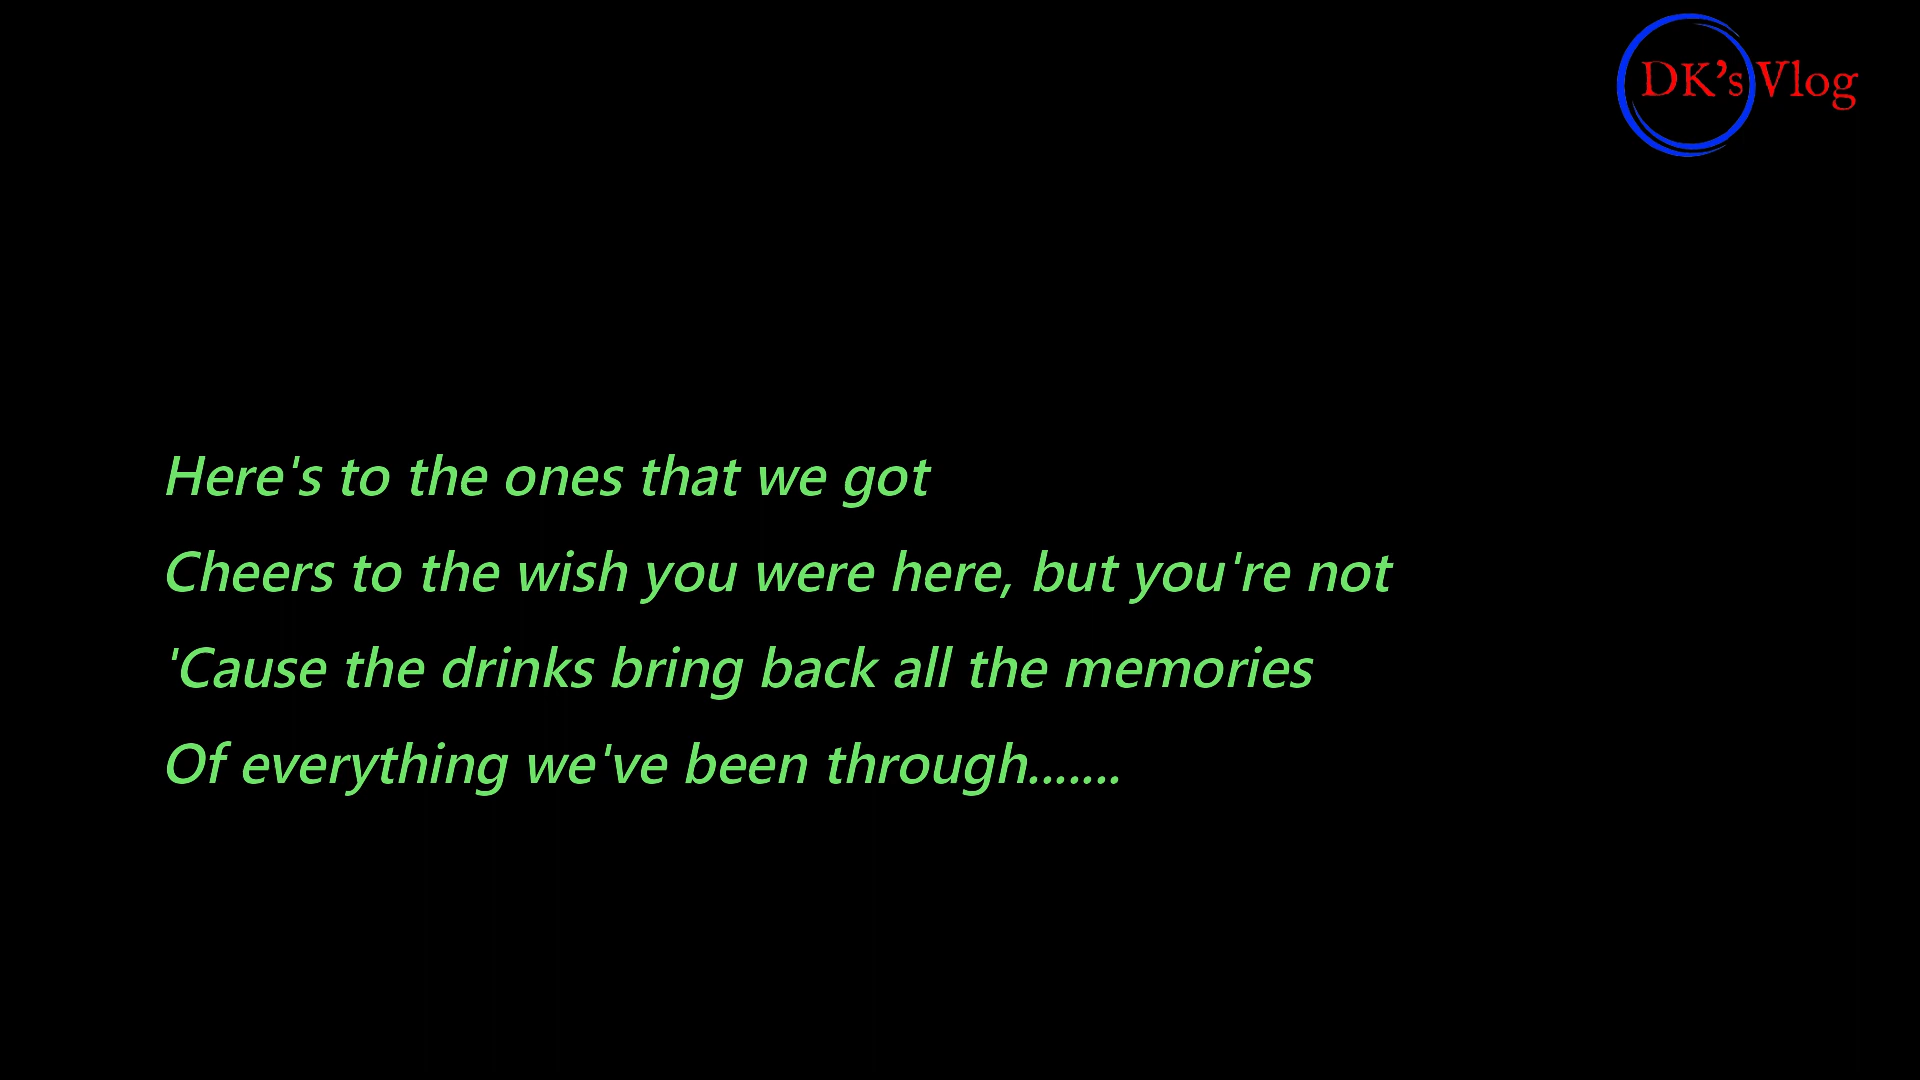 DK's Vlog
Here's to the ones that we got
Cheers to the wish you were here, but you're not
'Cause the drinks bring back all the memories
Of everything we've been through.......